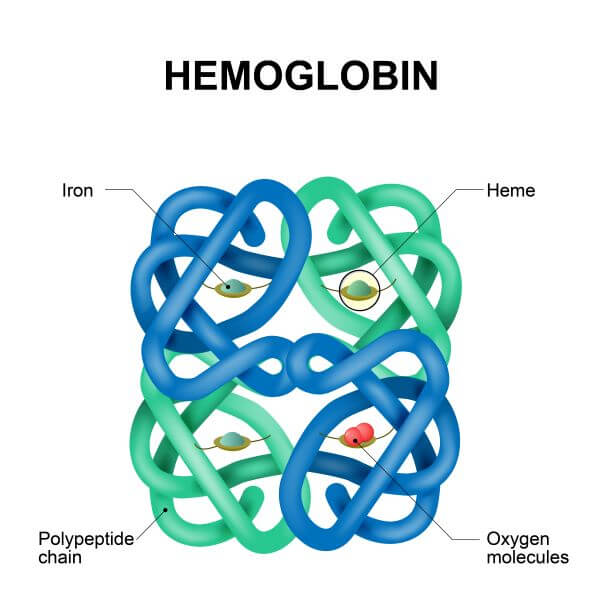 HEMOGLOBIN
Iron
Heme
Polypeptide
chain
Oxygen
molecules